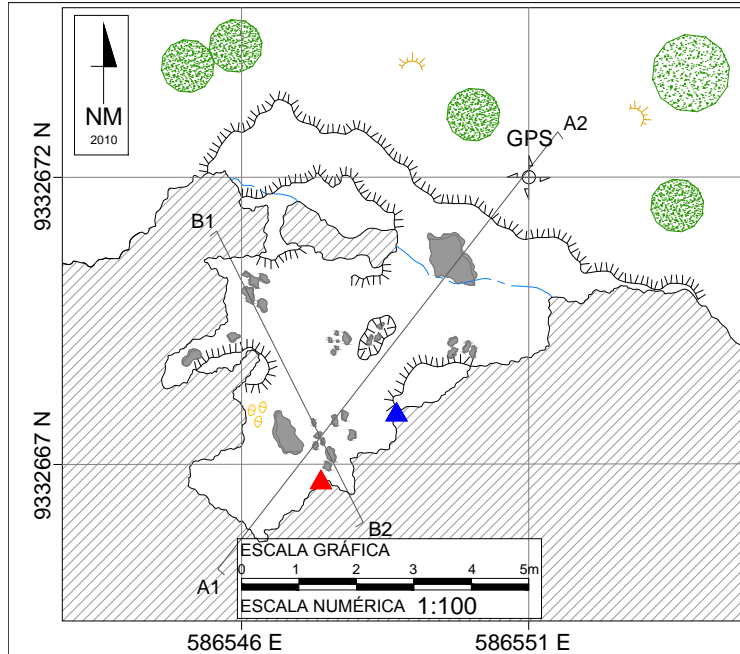 NM
2010
GPS
A2
9332672 N
B1
9332667 N
B2
A1
ESCALA GRÁFICA
0 1 2 3 4 5m
ESCALA NUMÉRICA 1:100
586546 E
586551 E